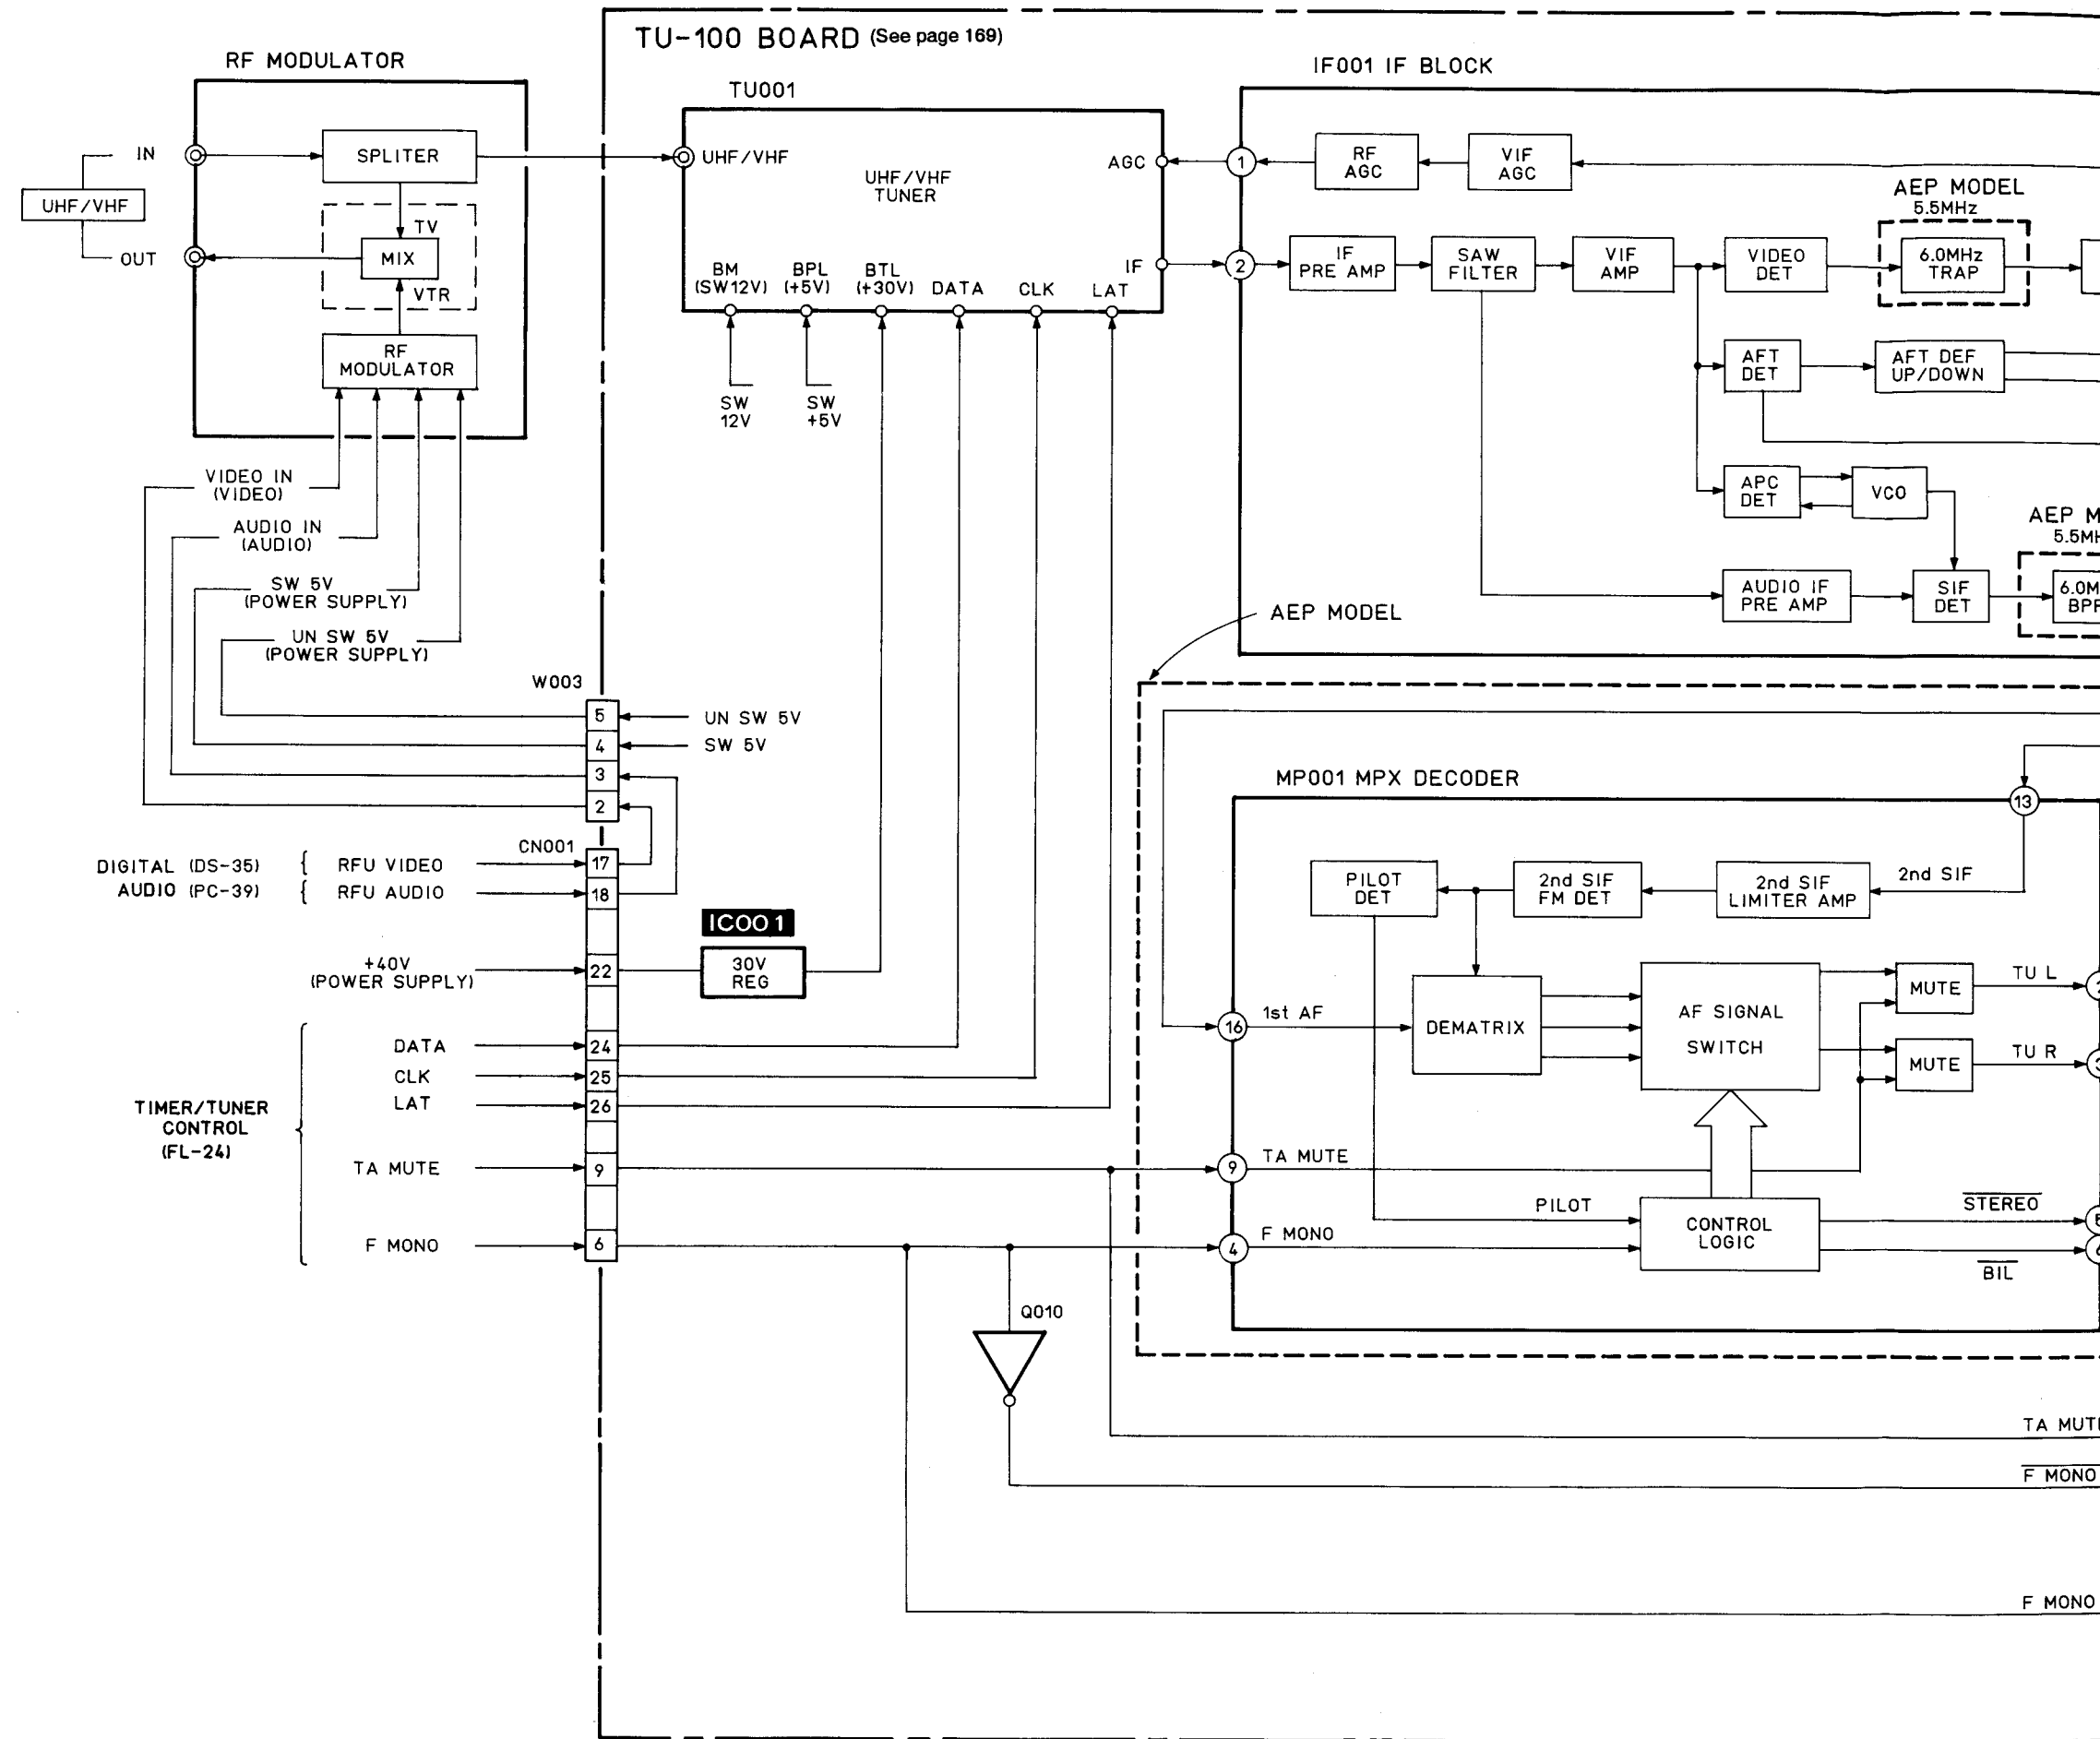 TU-100 BOARD (See page 169)
RF MODULATOR
IF001 IF BLOCK
TU001
IN
SPLITER
UHF/VHF
UHF/VHF
TUNER
AGC
1
RF
AGC
VIF
AGC
AEP MODEL
5.5MHz
UHF/VHF
TV
MIX
OUT
VTR
IF
2
IF
PRE AMP
SAW
FILTER
VIF
AMP
VIDEO
DET
6.0MHz
TRAP
BM
(SW12V)
BPL
(+5V)
BTL
(+30V)
DATA
CLK
LAT
RF
MODULATOR
AFT
DET
AFT DEF
UP/DOWN
SW
12V
SW
+5V
VIDEO IN
(VIDEO)
APC
DET
VCO
AUDIO IN
(AUDIO)
AEP M
5.5MH
SW 5V
(POWER SUPPLY)
AUDIO IF
PRE AMP
SIF
DET
6.0M
BPF
AEP MODEL
UN SW 5V
(POWER SUPPLY)
W003
5
UN SW 5V
4
SW 5V
3
2
MP001 MPX DECODER
13
CN001
DIGITAL (DS-35)
{ RFU VIDEO
17
AUDIO (PC-39)
{ RFU AUDIO
18
PILOT
DET
2nd SIF
FM DET
2nd SIF
LIMITER AMP
2nd SIF
IC001
+40V
(POWER SUPPLY)
22
30V
REG
MUTE
TU L
16
1st AF
DEMATRIX
AF SIGNAL
SWITCH
MUTE
TU R
DATA
24
CLK
25
LAT
26
TIMER/TUNER
CONTROL
(FL-24)
TA MUTE
9
9
TA MUTE
PILOT
CONTROL
LOGIC
STEREO
F MONO
6
4
F MONO
BIL
Q010
TA MUTE
F MONO
F MONO